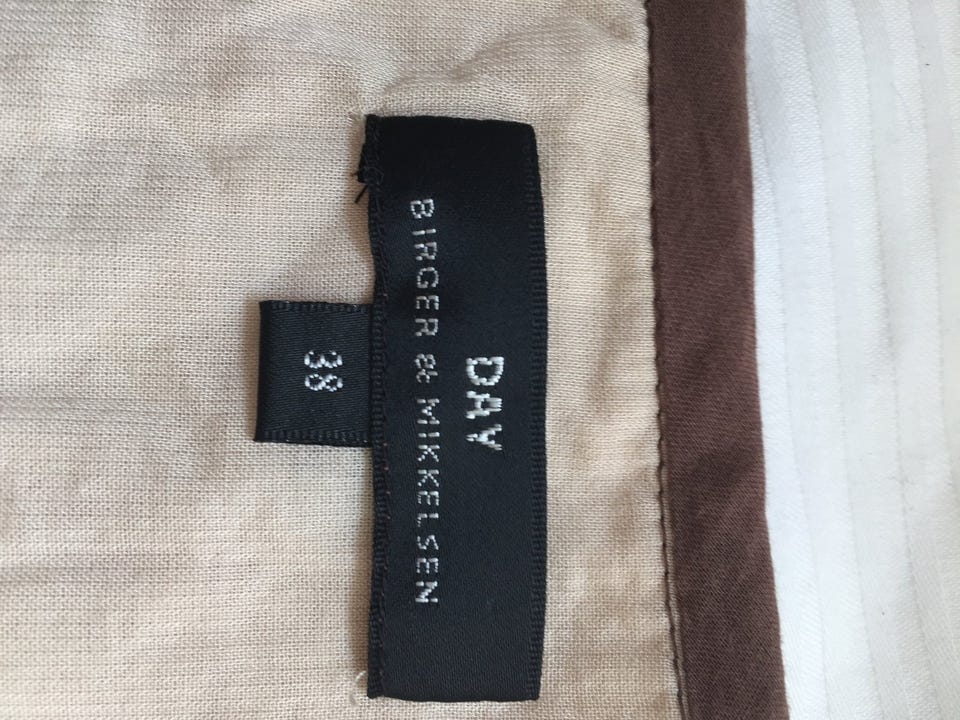 DAY
BIRGER & MIKKELSEN
38